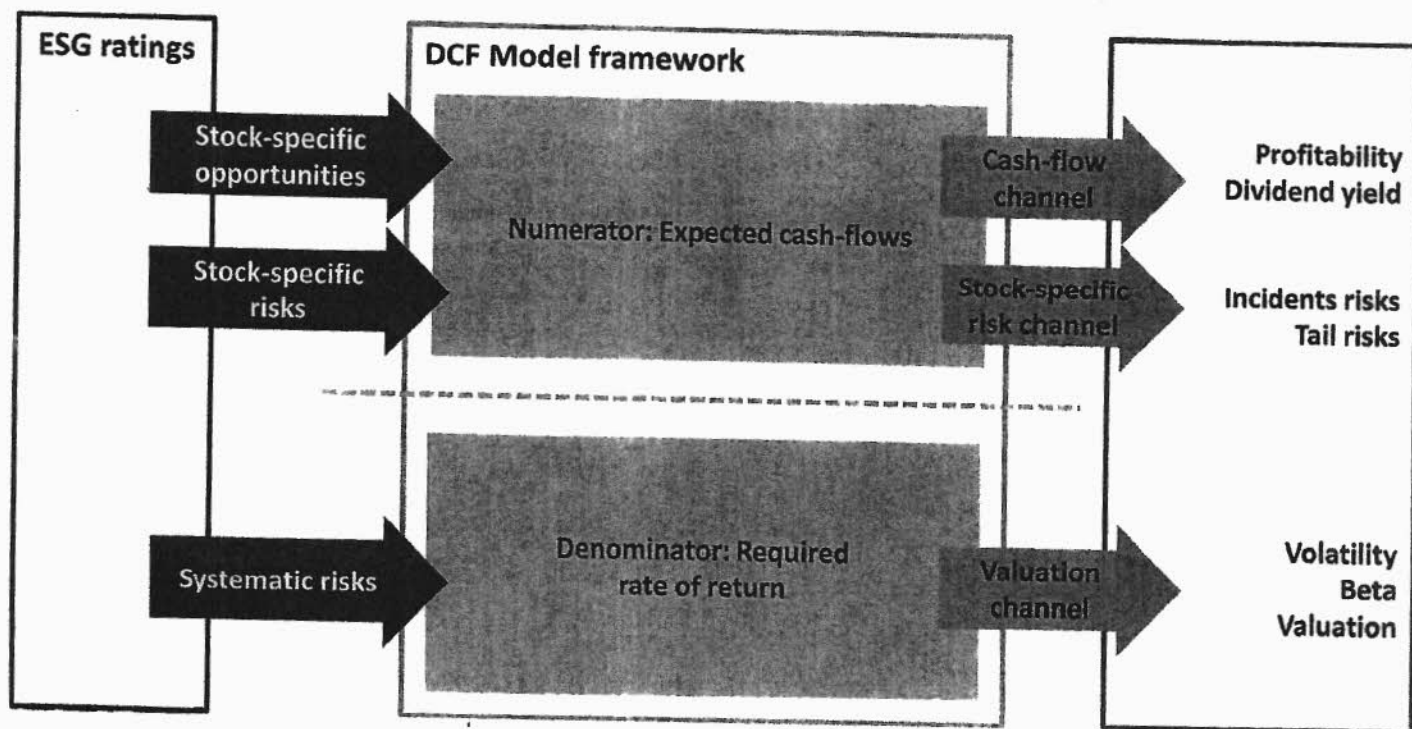 ESG ratings
Stock-specific
opportunities
Stock-specific
risks
Systematic risks
DCF Model framework
Numerator: Expected cash-flows
Denominator: Required
rate of return
Cash-flow
channel
Stock-specific
risk channel
Valuation
channel
Profitability
Dividend yield
Incidents risks
Tail risks
Volatility
Beta
Valuation